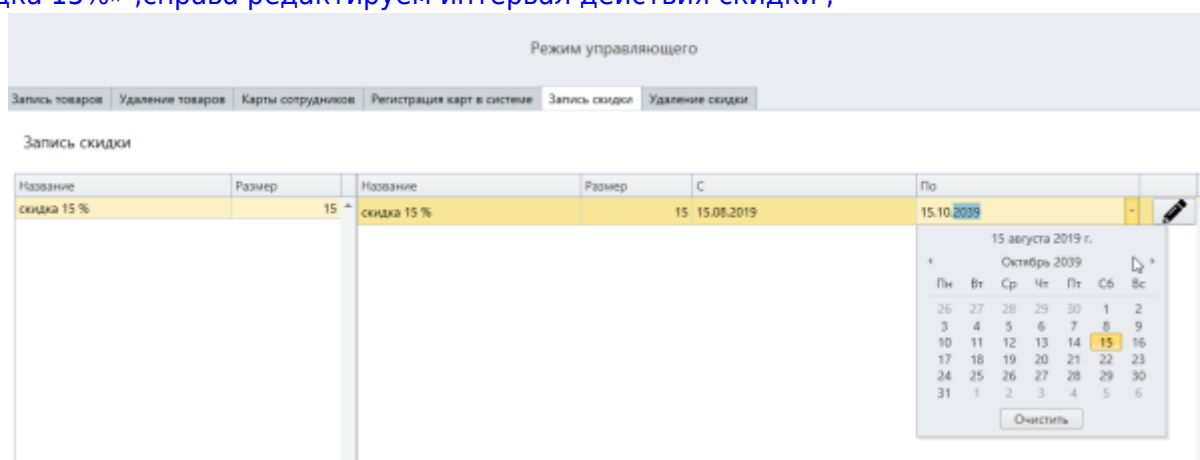 дка 15%» ,справа редактируем интервал действия скидки ;
Режим управляющего
Запись товаров Удаление товаров Карты сотрудников Регистрация карт в системе Запись скидки Удаление скидки
Запись скидки
Название Размер Название Размер С По
скидка 15 % 15 скидка 15 % 15 15.08.2019 15.10.2039
15 августа 2019 г.
Октябрь 2039
Пн Вт Ср Чт Пт Сб Вс
26 27 28 29 30 1 2
3 4 5 6 7 8 9
10 11 12 13 14 15 16
17 18 19 20 21 22 23
24 25 26 27 28 29 30
31 1 2 3 4 5 6
Очистить